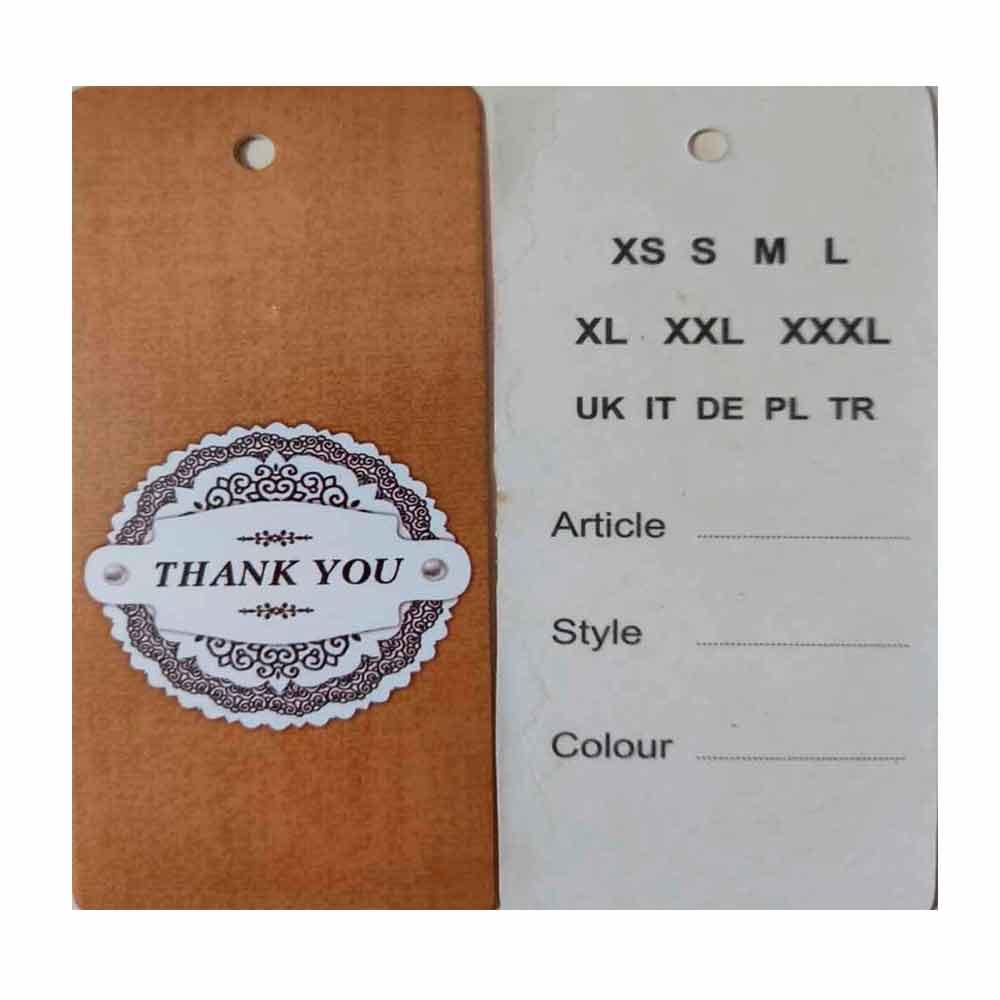 THANK YOU
XS S M L
XL XXL XXXL
UK IT DE PL TR
Article
Style
Colour